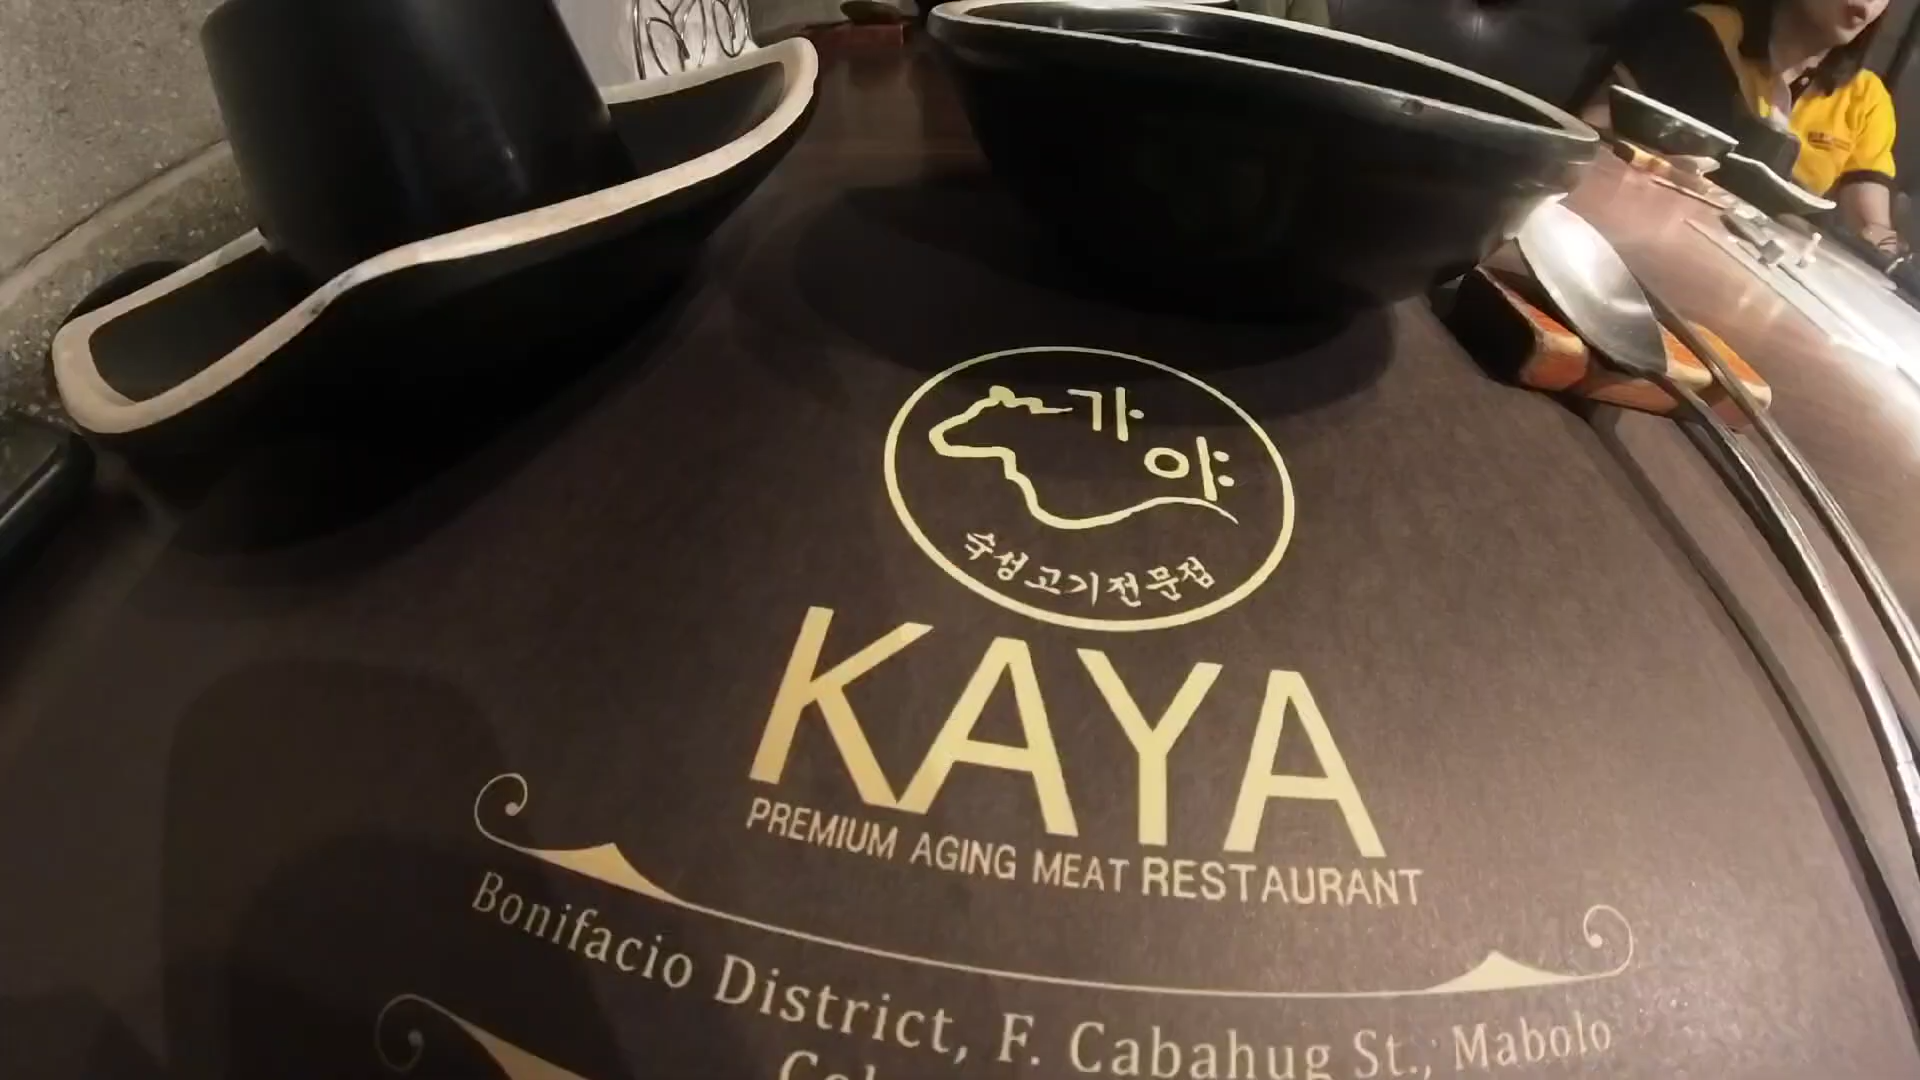 가
야
숙성고기전문점
KAYA
PREMIUM AGING MEAT RESTAURANT
Bonifacio District, F. Cabahug St., Mabolo